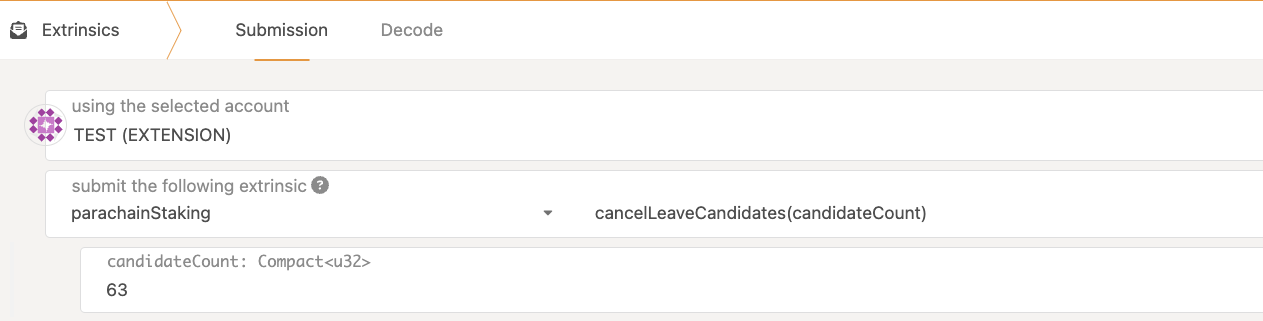 Extrinsics Submission Decode
using the selected account
TEST (EXTENSION)
submit the following extrinsic ?
parachainStaking cancelLeaveCandidates(candidateCount)
candidateCount: Compact<u32>
63